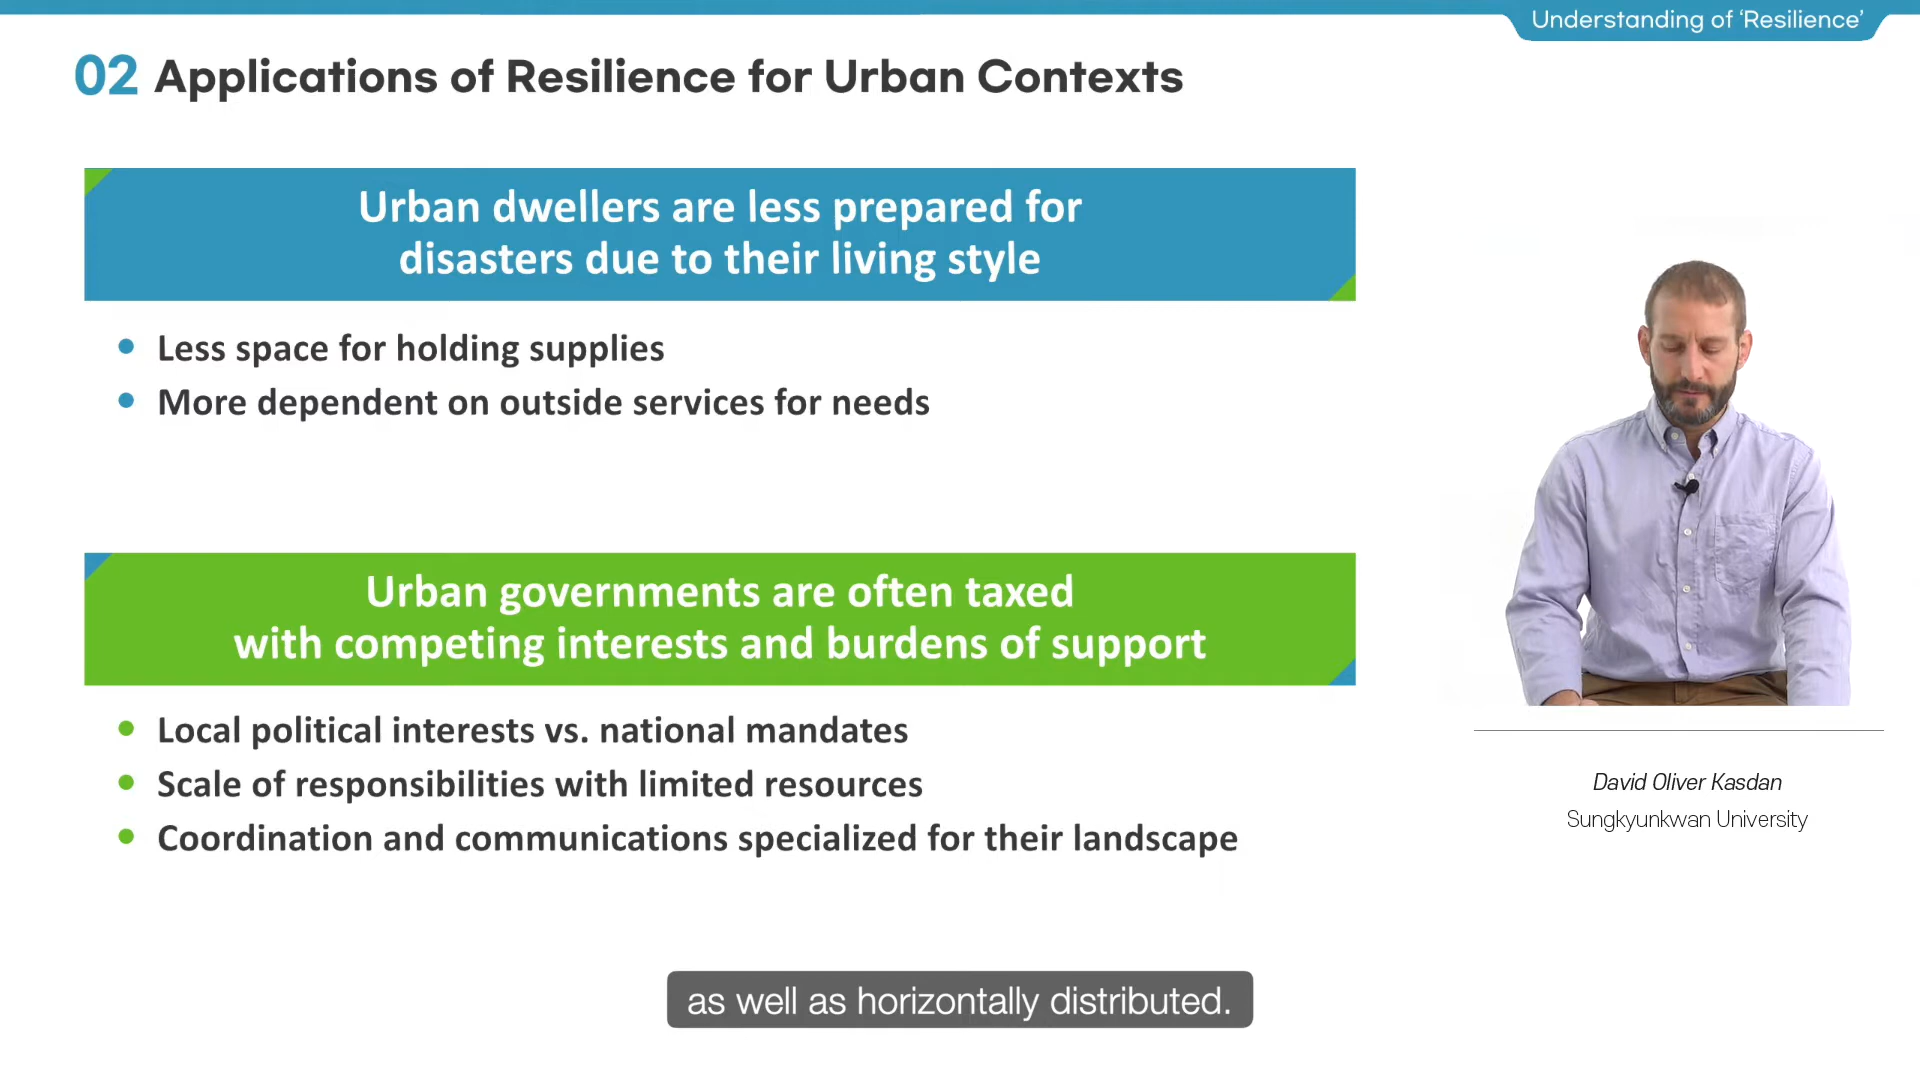 Understanding of ‘Resilience’
02 Applications of Resilience for Urban Contexts
Urban dwellers are less prepared for
disasters due to their living style
Less space for holding supplies
More dependent on outside services for needs
Urban governments are often taxed
with competing interests and burdens of support
Local political interests vs. national mandates
Scale of responsibilities with limited resources
Coordination and communications specialized for their landscape
David Oliver Kasdan
Sungkyunkwan University
as well as horizontally distributed.